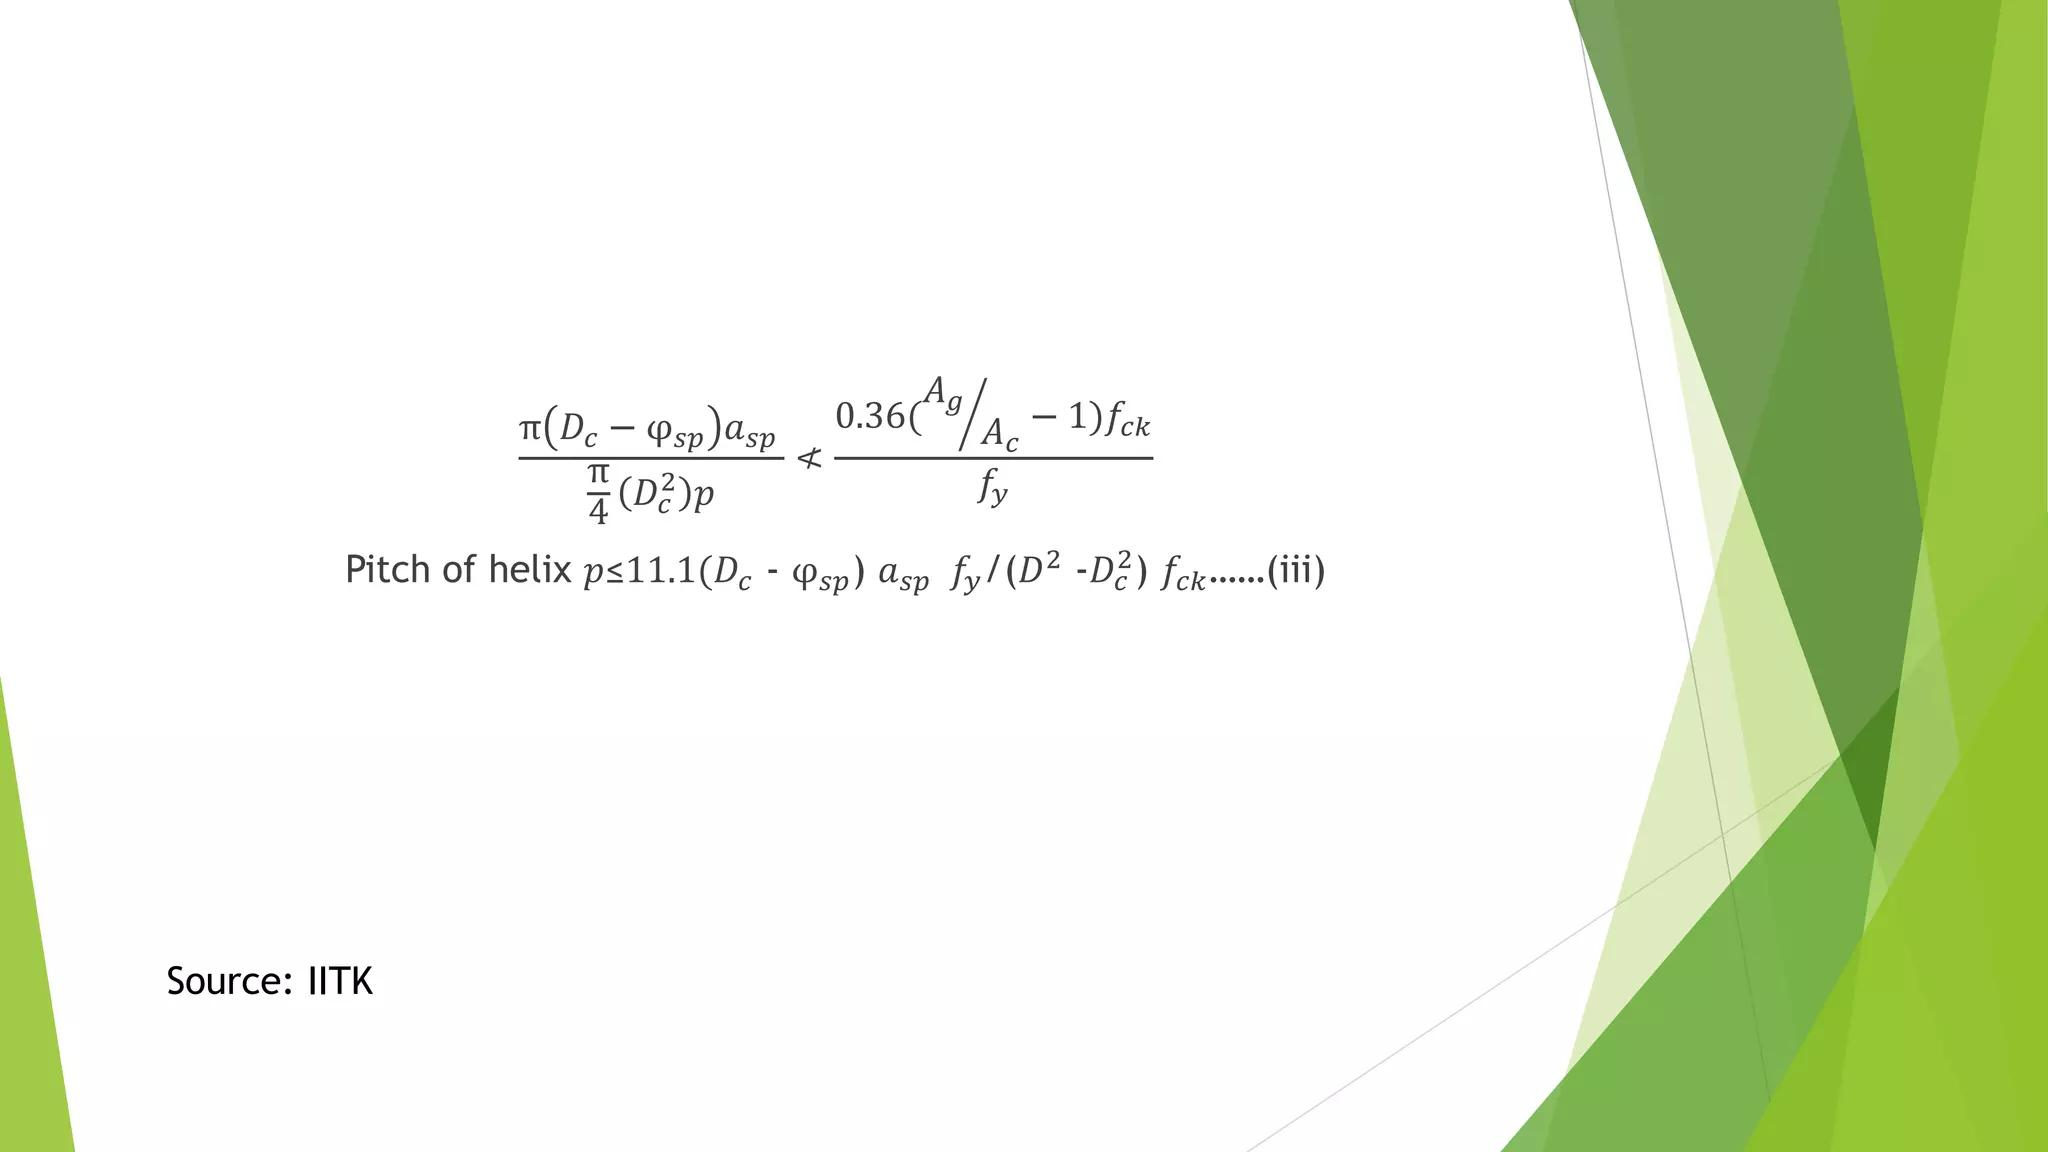 π(D_c − φ_sp)a_sp / (π/4 (D_c²)p) ≮ 0.36(A_g/A_c − 1)f_ck / f_y
Pitch of helix p≤11.1(D_c - φ_sp) a_sp f_y/(D² -D_c²) f_ck……(iii)
Source: IITK